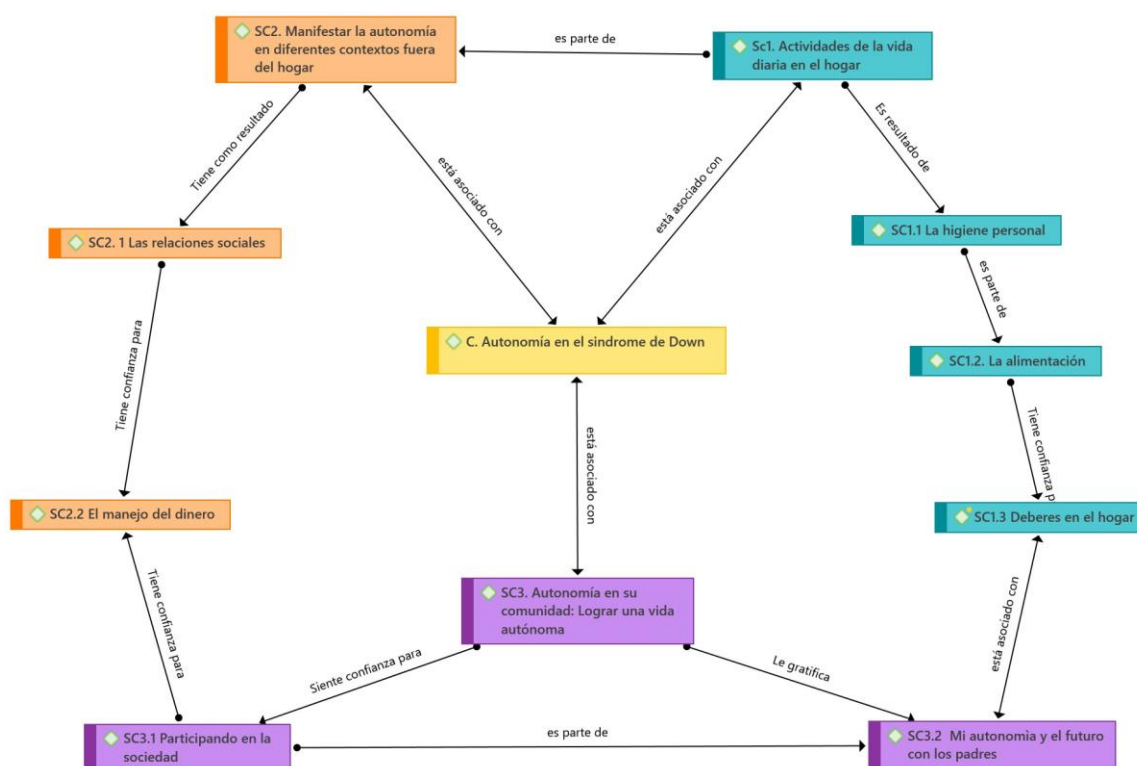 SC2. Manifestar la autonomía
en diferentes contextos fuera
del hogar
es parte de
Sc1. Actividades de la vida
diaria en el hogar
Tiene como resultado
está asociado con
está asociado con
Es resultado de
SC2. 1 Las relaciones sociales
SC1.1 La higiene personal
es parte de
Tiene confianza para
C. Autonomía en el sindrome de Down
SC1.2. La alimentación
está asociado con
Tiene confianza p
SC2.2 El manejo del dinero
SC1.3 Deberes en el hogar
Tiene confianza para
SC3. Autonomía en su
comunidad: Lograr una vida
autónoma
está asociado con
Siente confianza para
Le gratifica
SC3.1 Participando en la
sociedad
es parte de
SC3.2 Mi autonomìa y el futuro
con los padres